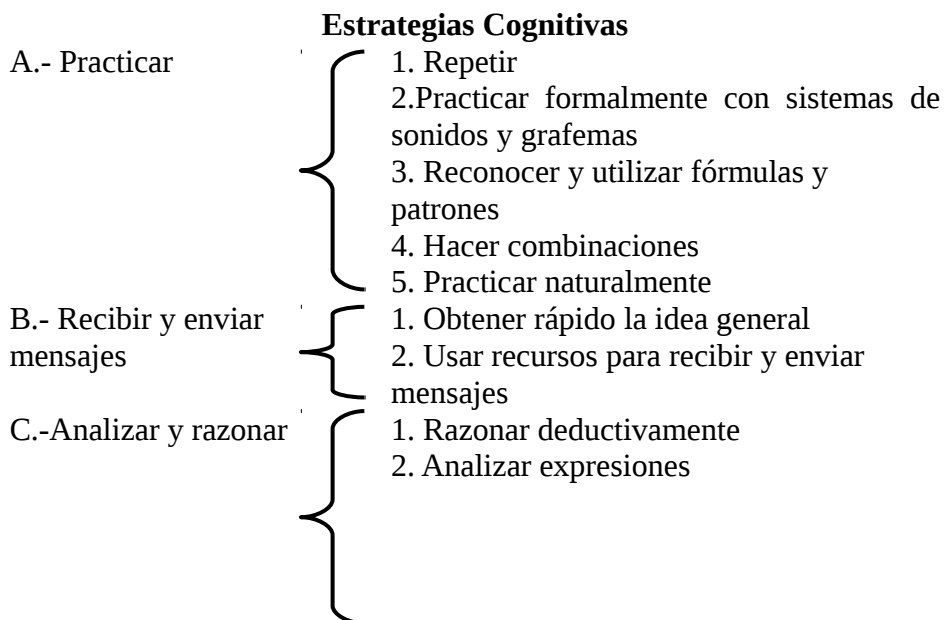 Estrategias Cognitivas
A.- Practicar
1. Repetir
2.Practicar formalmente con sistemas de
sonidos y grafemas
3. Reconocer y utilizar fórmulas y
patrones
4. Hacer combinaciones
5. Practicar naturalmente
B.- Recibir y enviar
mensajes
1. Obtener rápido la idea general
2. Usar recursos para recibir y enviar
mensajes
C.-Analizar y razonar
1. Razonar deductivamente
2. Analizar expresiones